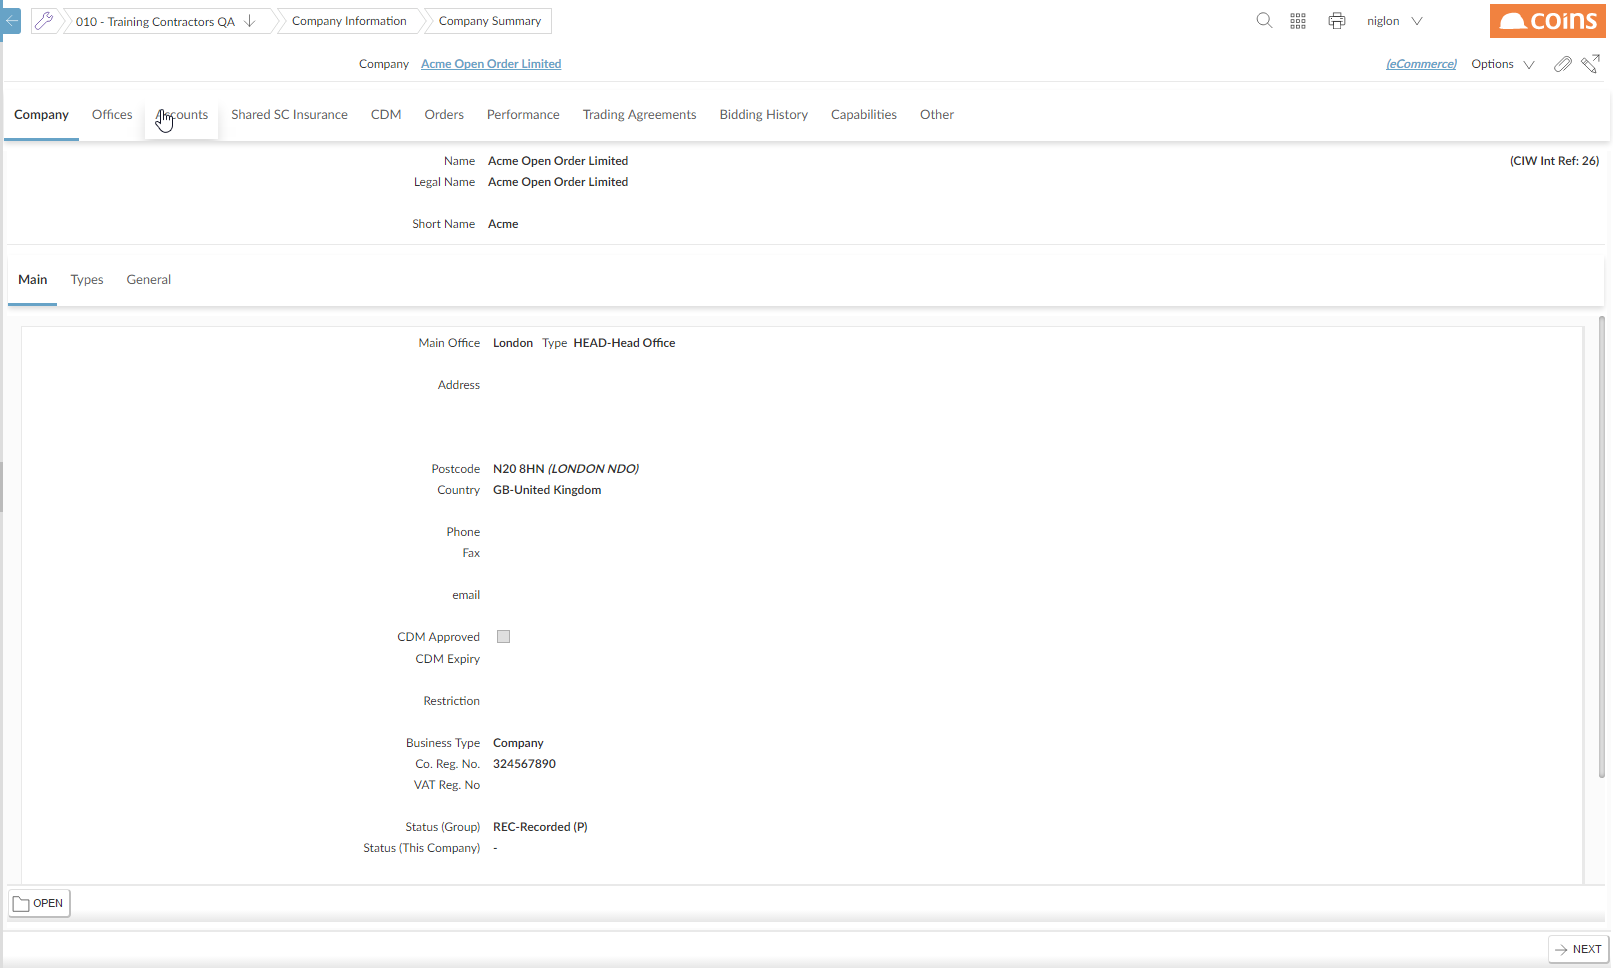 010 - Training Contractors QA
Company Information
Company Summary
niglon
coins
Company Acme Open Order Limited
(eCommerce) Options
Company Offices Shared SC Insurance CDM Orders Performance Trading Agreements Bidding History Capabilities Other
Name Acme Open Order Limited (CIW Int Ref: 26)
Legal Name Acme Open Order Limited
Short Name Acme
Main Types General
Main Office London Type HEAD-Head Office
Address
Postcode N20 8HN (LONDON NDO)
Country GB-United Kingdom
Phone
Fax
email
CDM Approved
CDM Expiry
Restriction
Business Type Company
Co. Reg. No. 324567890
VAT Reg. No
Status (Group) REC-Recorded (P)
Status (This Company) -
OPEN
NEXT